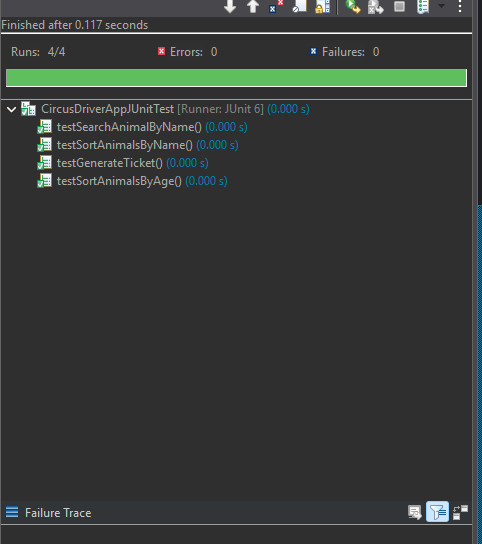 Finished after 0.117 seconds
Runs: 4/4 Errors: 0 Failures: 0
CircusDriverAppJUnitTest [Runner: JUnit 6] (0.000 s)
testSearchAnimalByName() (0.000 s)
testSortAnimalsByName() (0.000 s)
testGenerateTicket() (0.000 s)
testSortAnimalsByAge() (0.000 s)
Failure Trace